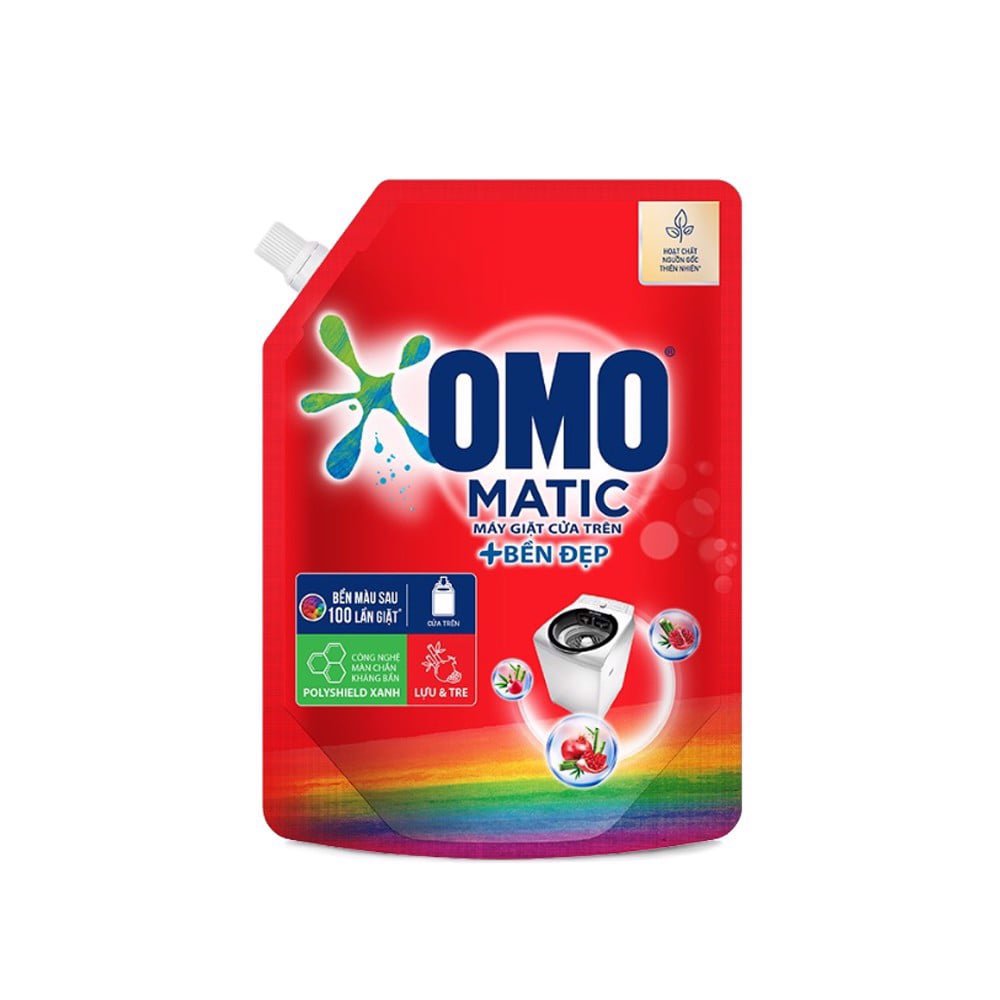 HOẠT CHẤT
NGUỒN GỐC
THIÊN NHIÊN*
OMO®
MATIC
MÁY GIẶT CỬA TRÊN
+BỀN ĐẸP
BỀN MÀU SAU
100 LẦN GIẶT*
CỬA TRÊN
CÔNG NGHỆ
MÀN CHẮN
KHÁNG BẨN
POLYSHIELD XANH
LỰU & TRE